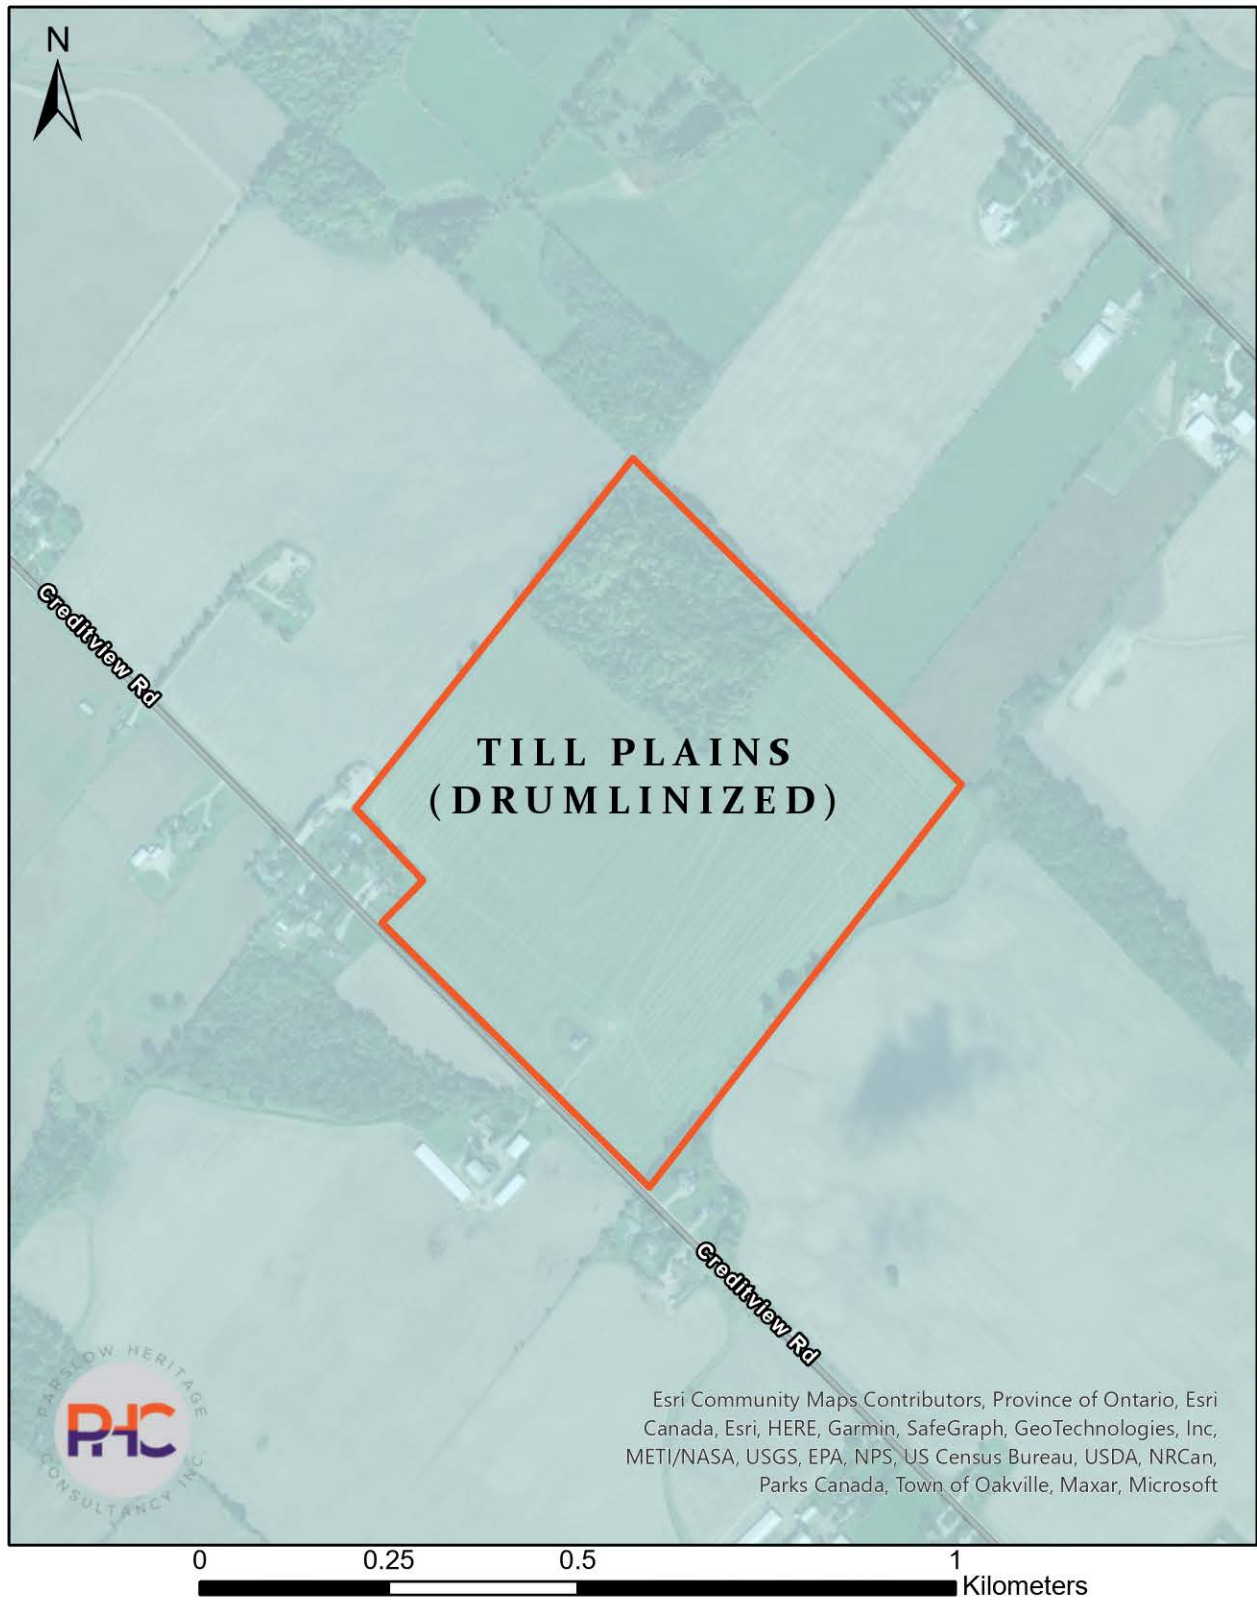 N
Creditview Rd
TILL PLAINS
(DRUMLINIZED)
Creditview Rd
PARSLOW HERITAGE
PHC
CONSULTANCY INC
Esri Community Maps Contributors, Province of Ontario, Esri
Canada, Esri, HERE, Garmin, SafeGraph, GeoTechnologies, Inc,
METI/NASA, USGS, EPA, NPS, US Census Bureau, USDA, NRCan,
Parks Canada, Town of Oakville, Maxar, Microsoft
0 0.25 0.5 1
Kilometers